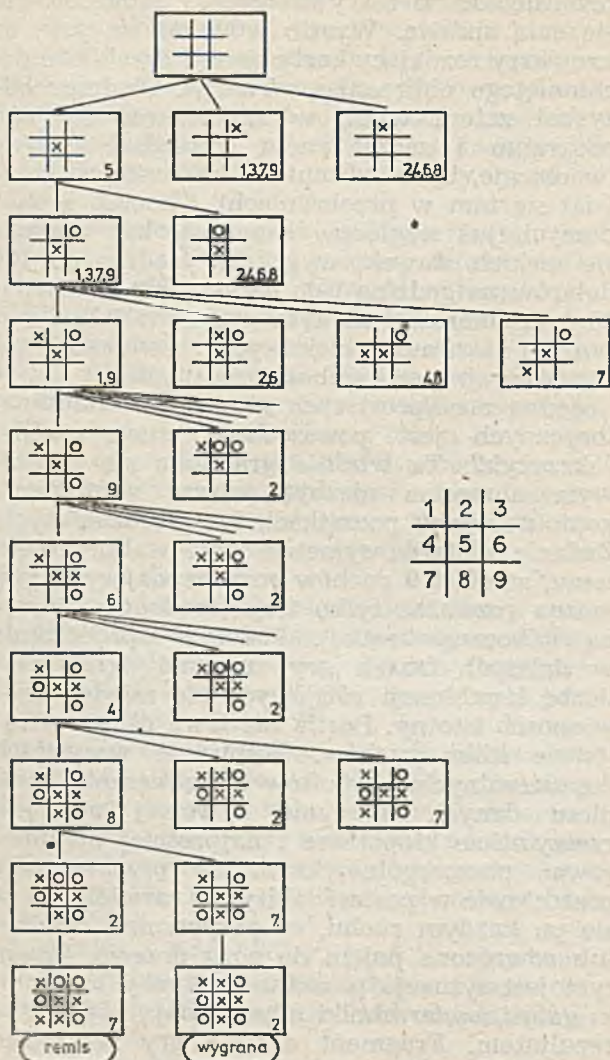 ×
5
×
1,3,7,9
×
2,4,6,8
O
×
1,3,7,9
O
×
2,4,6,8
× O
×
1,9
× O
×
2,6
O
× ×
4,8
O
×
×
7
× O
×
O
9
× O O
×
2
× O
× ×
O
6
× O
×
O
2
× O
O × ×
O
4
× O
× ×
O
2
× O
O × ×
× O
8
× O
O × ×
O
2
× O
O × ×
O
7
× O O
O × ×
× O
2
× O
O × ×
O × O
7
× O O
O × ×
× × O
7
× × O
O × ×
O × O
2
1 2 3
4 5 6
7 8 9
remis
wygrana